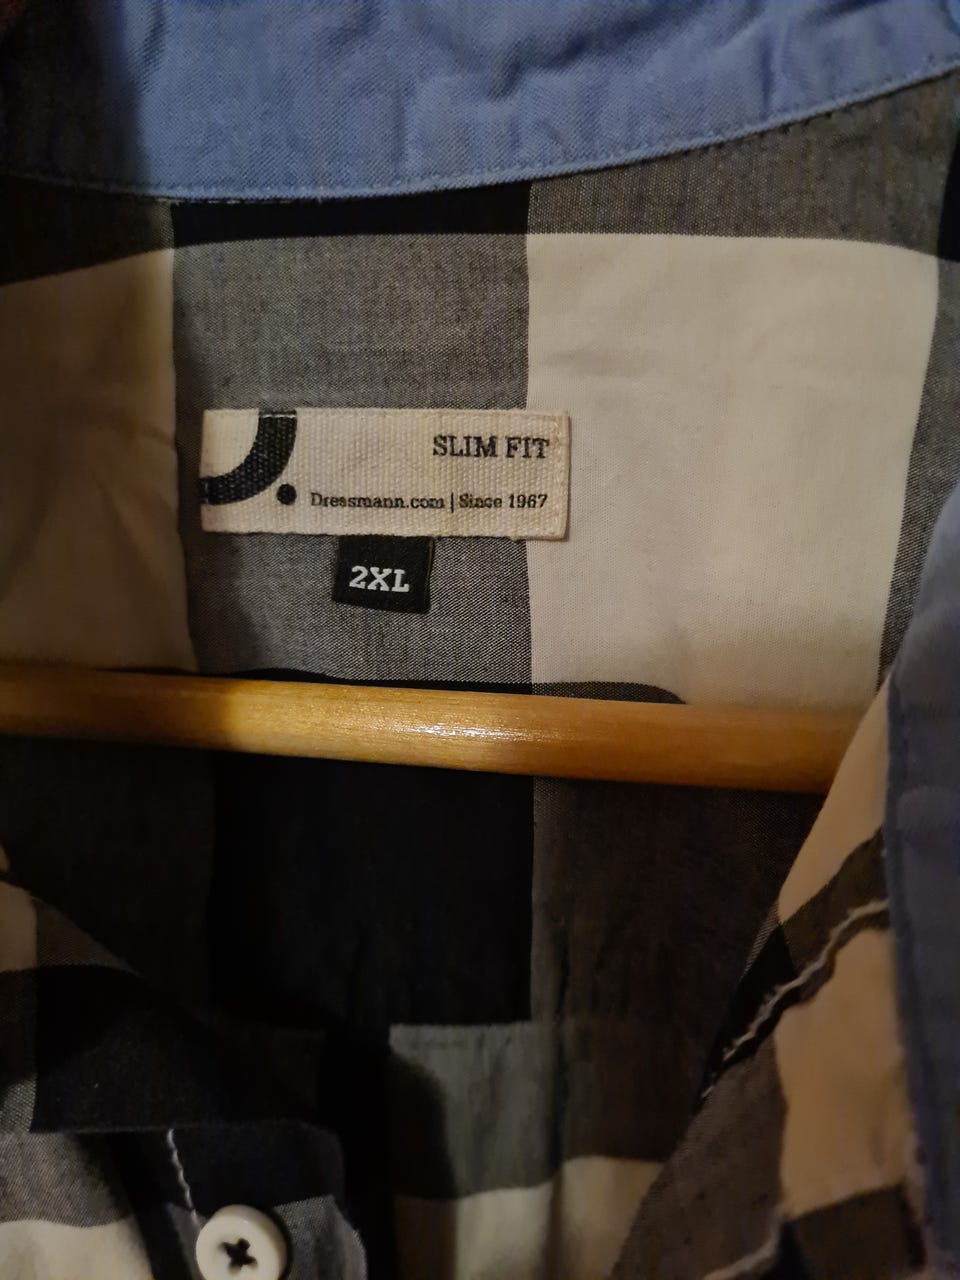 SLIM FIT
Dressmann.com | Since 1967
2XL